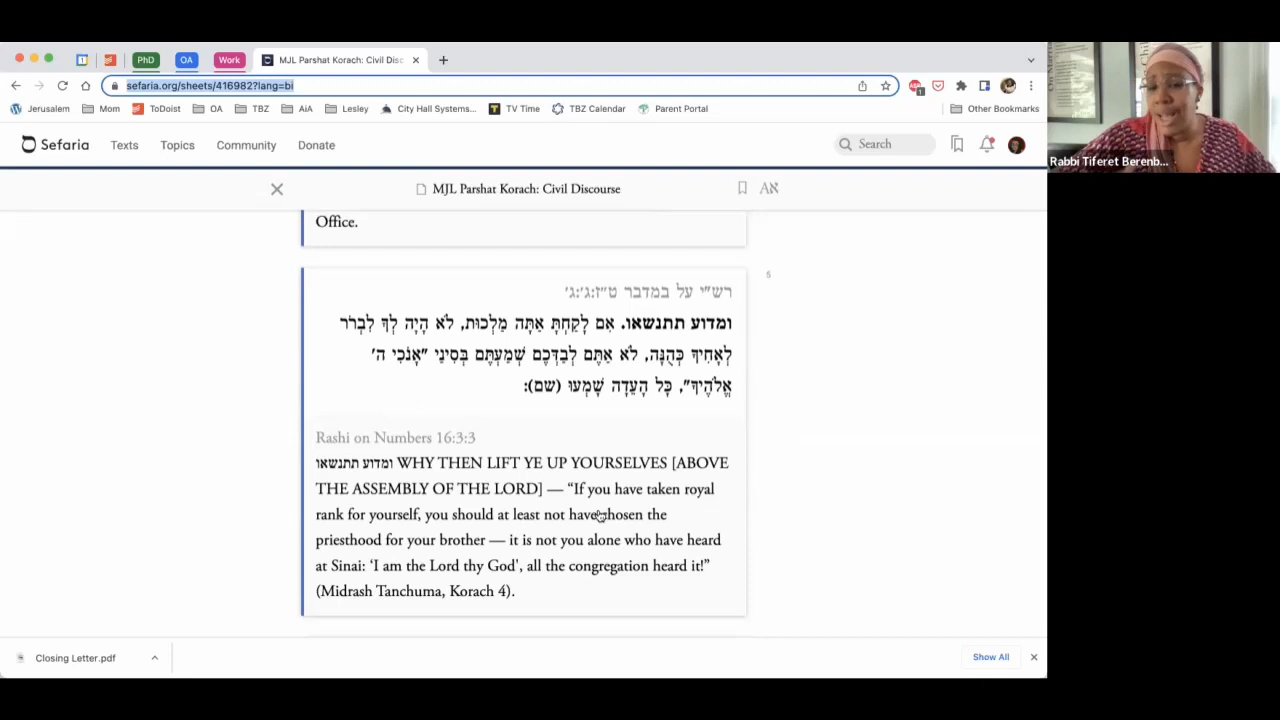 PhD
OA
Work
MJL Parshat Korach: Civil Disc
sefaria.org/sheets/416982?lang=bi
Jerusalem
Mom
ToDoist
OA
TBZ
AiA
Lesley
City Hall Systems...
TV Time
TBZ Calendar
Parent Portal
Other Bookmarks
Sefaria
Texts
Topics
Community
Donate
Search
MJL Parshat Korach: Civil Discourse
אA
Office.
5
רש״י על במדבר ט״ז:ג׳:ג׳
ומדוע תתנשאו. אִם לָקַחְתָּ אַתָּה מַלְכוּת, לֹא הָיָה לְךָ לִבְרֹר
לְאָחִיךָ כְּהֻנָּה, לֹא אַתֶּם לְבַדְּכֶם שְׁמַעְתֶּם בְּסִינַי "אָנֹכִי ה'
אֱלֹהֶיךָ", כָּל הָעֵדָה שָׁמְעוּ (שם):
Rashi on Numbers 16:3:3
ומדוע תתנשאו WHY THEN LIFT YE UP YOURSELVES [ABOVE
THE ASSEMBLY OF THE LORD] — “If you have taken royal
rank for yourself, you should at least not have chosen the
priesthood for your brother — it is not you alone who have heard
at Sinai: ‘I am the Lord thy God', all the congregation heard it!”
(Midrash Tanchuma, Korach 4).
Closing Letter.pdf
Show All
Rabbi Tiferet Berenb...